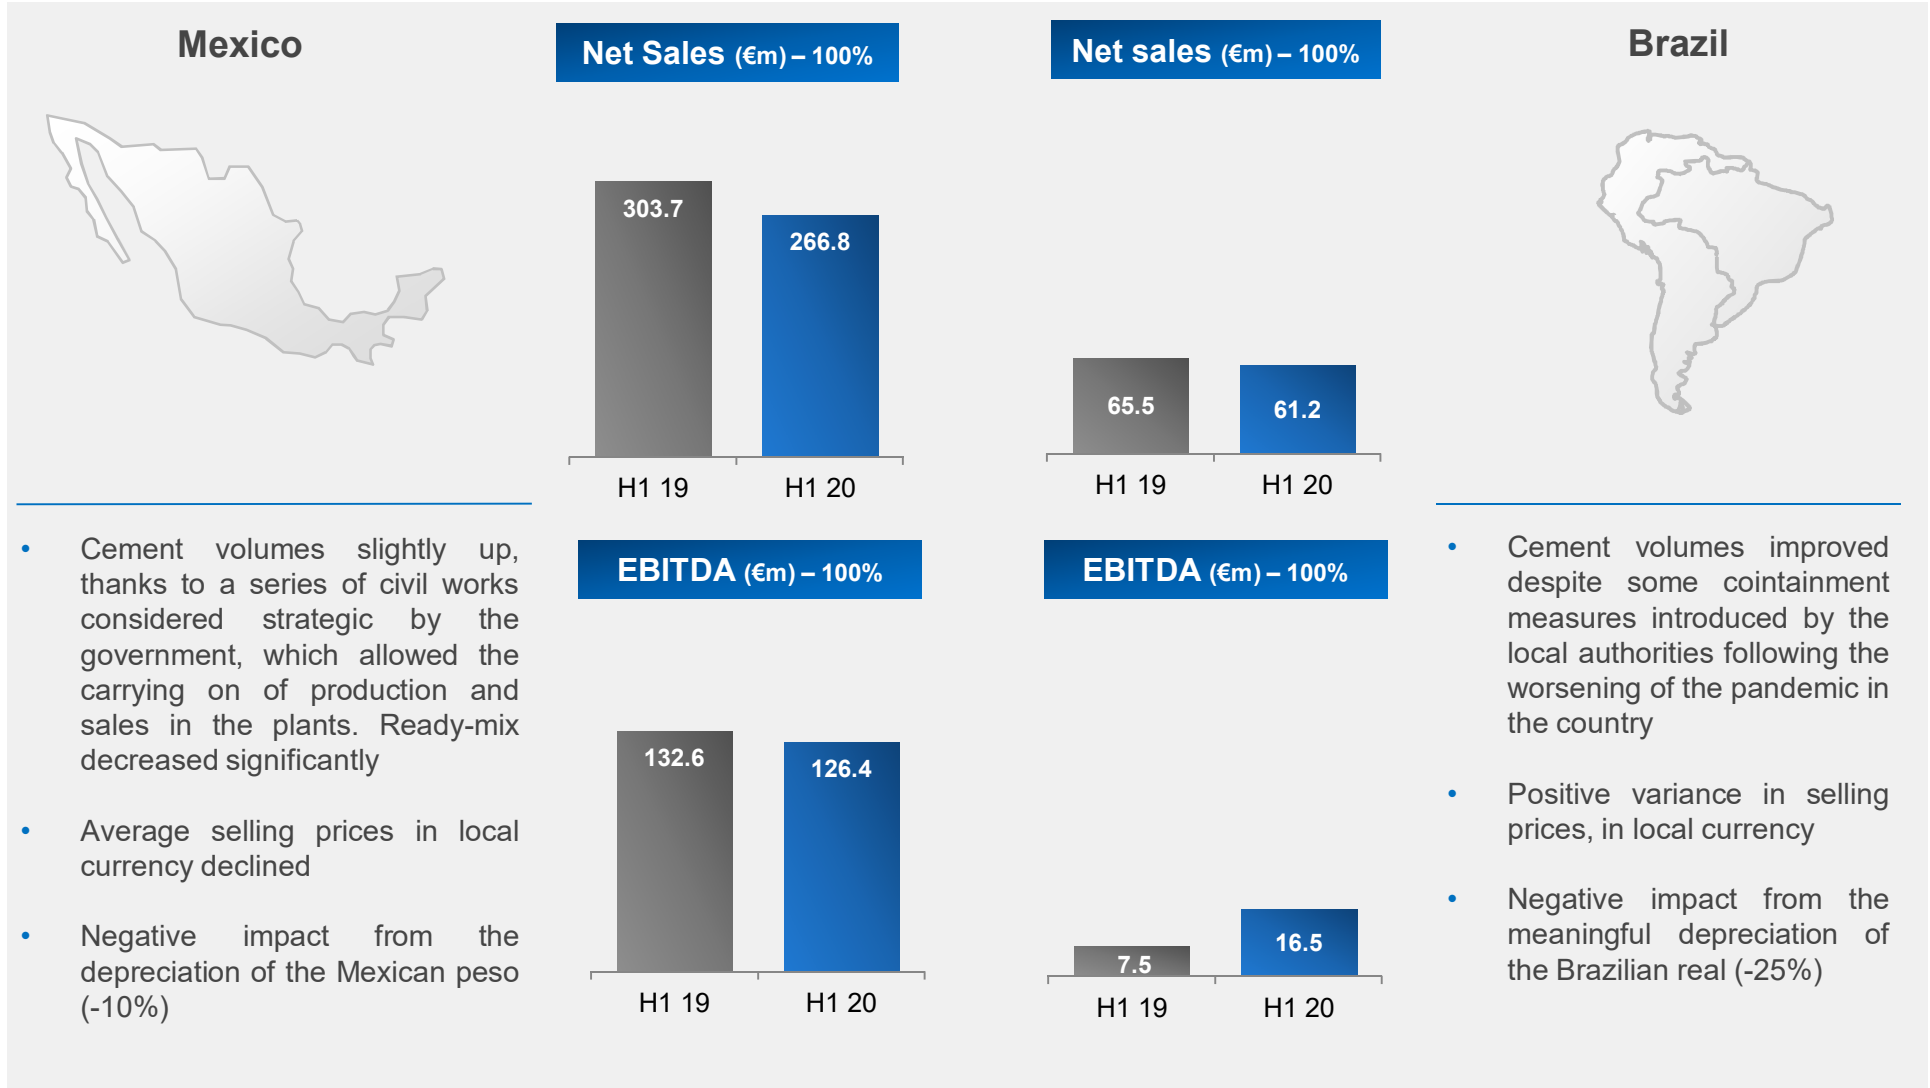 Mexico
Net Sales (€m) – 100%
303.7
266.8
H1 19
H1 20
Net sales (€m) – 100%
65.5
61.2
H1 19
H1 20
Brazil
• Cement volumes slightly up,
thanks to a series of civil works
considered strategic by the
government, which allowed the
carrying on of production and
sales in the plants. Ready-mix
decreased significantly
• Average selling prices in local
currency declined
• Negative impact from the
depreciation of the Mexican peso
(-10%)
EBITDA (€m) – 100%
132.6
126.4
H1 19
H1 20
EBITDA (€m) – 100%
7.5
16.5
H1 19
H1 20
• Cement volumes improved
despite some cointainment
measures introduced by the
local authorities following the
worsening of the pandemic in
the country
• Positive variance in selling
prices, in local currency
• Negative impact from the
meaningful depreciation of
the Brazilian real (-25%)